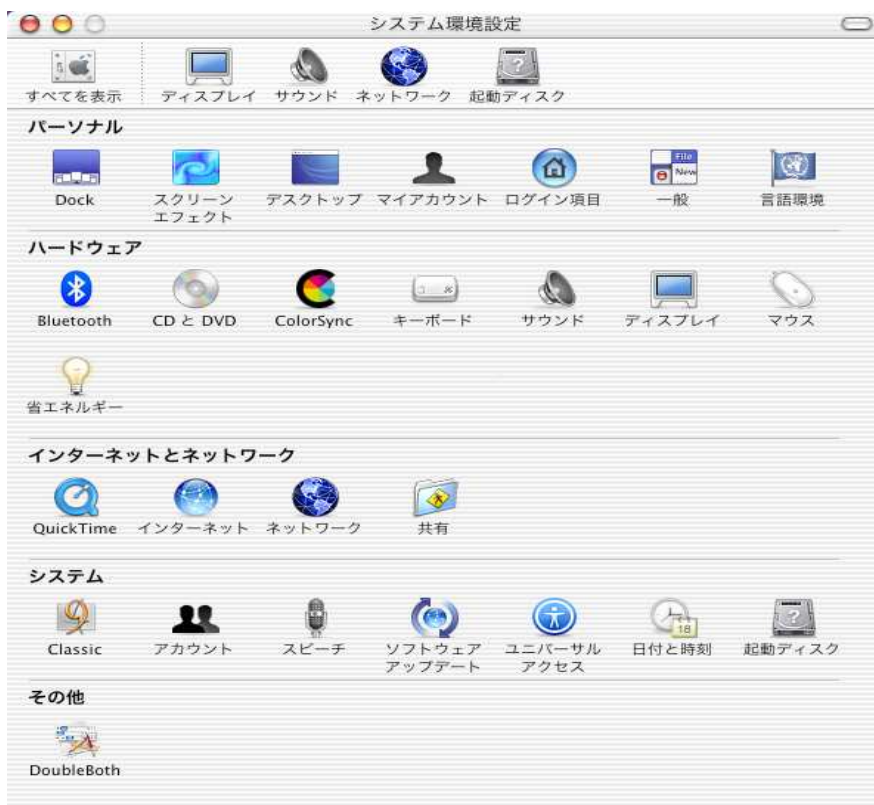 システム環境設定
すべてを表示 ディスプレイ サウンド ネットワーク 起動ディスク
パーソナル
File
New
Dock スクリーン デスクトップ マイアカウント ログイン項目 一般 言語環境
エフェクト
ハードウェア
Bluetooth CD と DVD ColorSync キーボード サウンド ディスプレイ マウス
省エネルギー
インターネットとネットワーク
QuickTime インターネット ネットワーク 共有
システム
18
Classic アカウント スピーチ ソフトウェア ユニバーサル 日付と時刻 起動ディスク
アップデート アクセス
その他
DoubleBoth